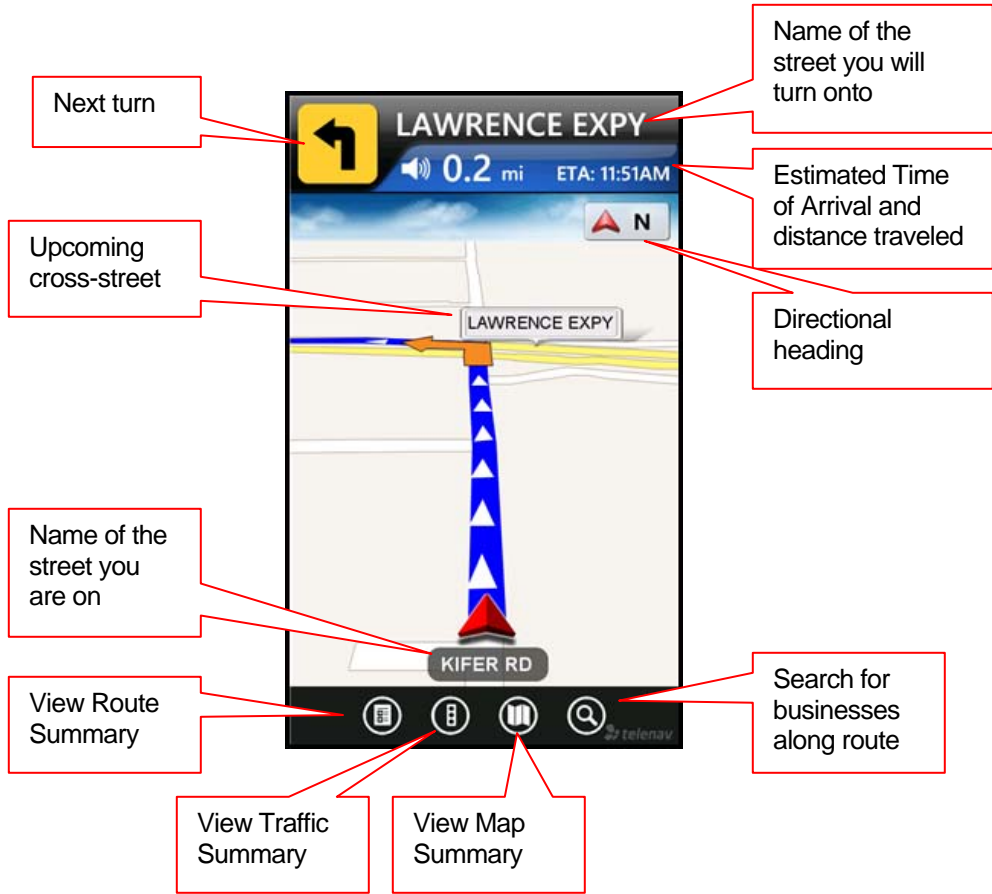 Name of the
street you will
turn onto
Next turn
LAWRENCE EXPY
0.2 mi
ETA: 11:51AM
Estimated Time
of Arrival and
distance traveled
N
Upcoming
cross-street
LAWRENCE EXPY
Directional
heading
Name of the
street you
are on
KIFER RD
View Route
Summary
Search for
businesses
along route
telenav
View Traffic
Summary
View Map
Summary